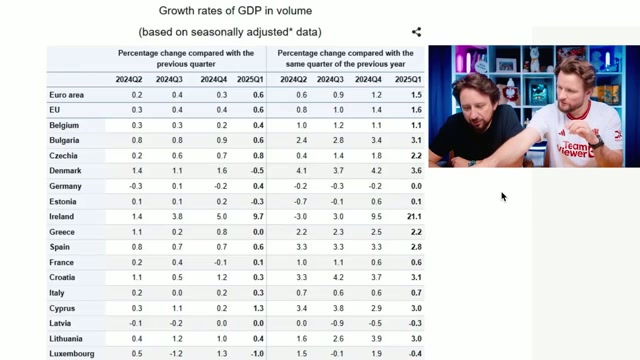 Growth rates of GDP in volume
(based on seasonally adjusted* data)
Percentage change compared with the previous quarter Percentage change compared with the same quarter of the previous year
2024Q2 2024Q3 2024Q4 2025Q1 2024Q2 2024Q3 2024Q4 2025Q1
Euro area 0.2 0.4 0.3 0.6 0.6 0.9 1.2 1.5
EU 0.3 0.4 0.4 0.6 0.8 1.0 1.4 1.6
Belgium 0.3 0.3 0.2 0.4 1.0 1.2 1.1 1.1
Bulgaria 0.8 0.8 0.9 0.6 2.4 2.8 3.4 3.1
Czechia 0.2 0.6 0.7 0.8 0.4 1.4 1.8 2.2
Denmark 1.4 1.1 1.6 -0.5 4.1 3.7 4.2 3.6
Germany -0.3 0.1 -0.2 0.4 -0.2 -0.3 -0.2 0.0
Estonia 0.1 0.1 0.2 -0.3 -0.7 -0.1 0.6 0.1
Ireland 1.4 3.8 5.0 9.7 -3.0 3.0 9.5 21.1
Greece 1.1 0.2 0.8 0.0 2.2 2.3 2.5 2.2
Spain 0.8 0.7 0.7 0.6 3.3 3.3 3.3 2.8
France 0.2 0.4 -0.1 0.1 1.0 1.1 0.6 0.6
Croatia 1.1 0.5 1.2 0.3 3.3 4.2 3.7 3.1
Italy 0.2 0.0 0.2 0.3 0.7 0.6 0.6 0.7
Cyprus 0.3 1.1 0.2 1.3 3.4 3.8 2.9 3.0
Latvia -0.1 -0.2 0.0 0.0 0.0 -0.9 -0.5 -0.3
Lithuania 0.4 1.2 1.0 0.4 1.6 2.6 3.9 3.0
Luxembourg 0.5 -1.2 1.3 -1.0 1.5 -0.1 1.9 -0.4
Team
Viewer